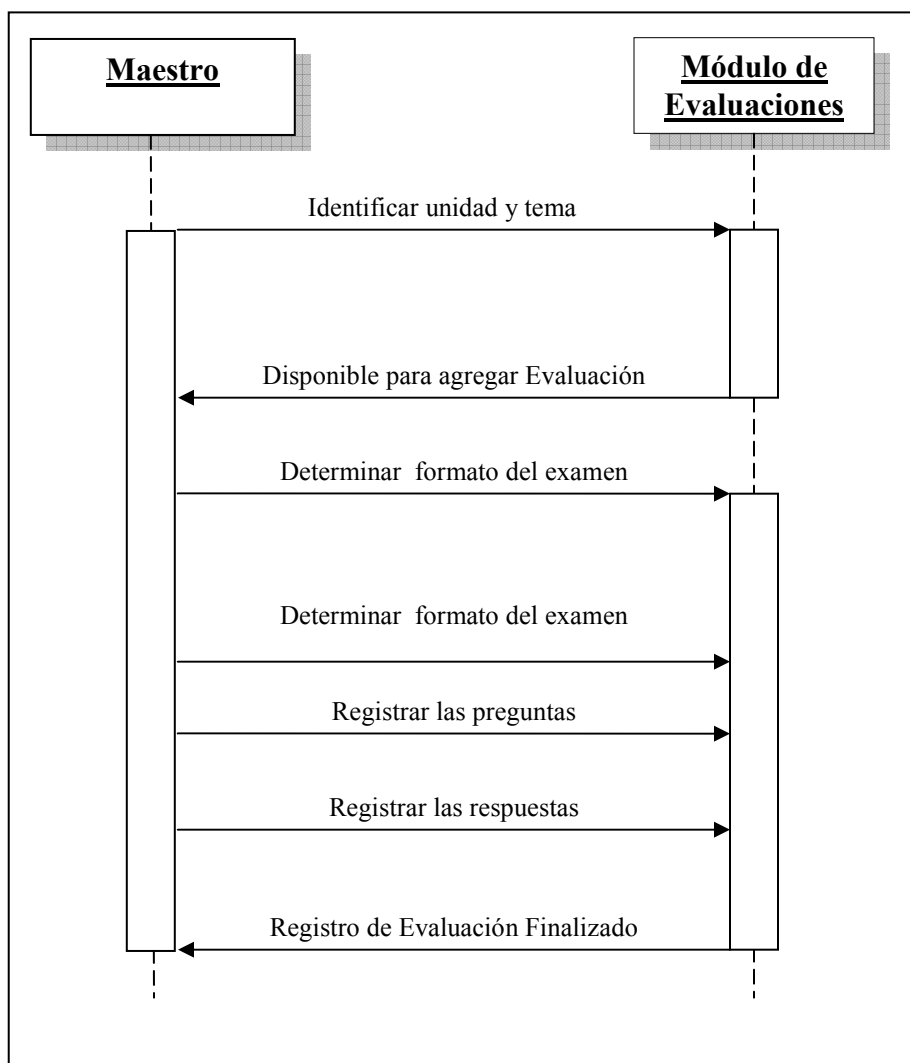 Maestro
Módulo de
Evaluaciones
Identificar unidad y tema
Disponible para agregar Evaluación
Determinar  formato del examen
Determinar  formato del examen
Registrar las preguntas
Registrar las respuestas
Registro de Evaluación Finalizado